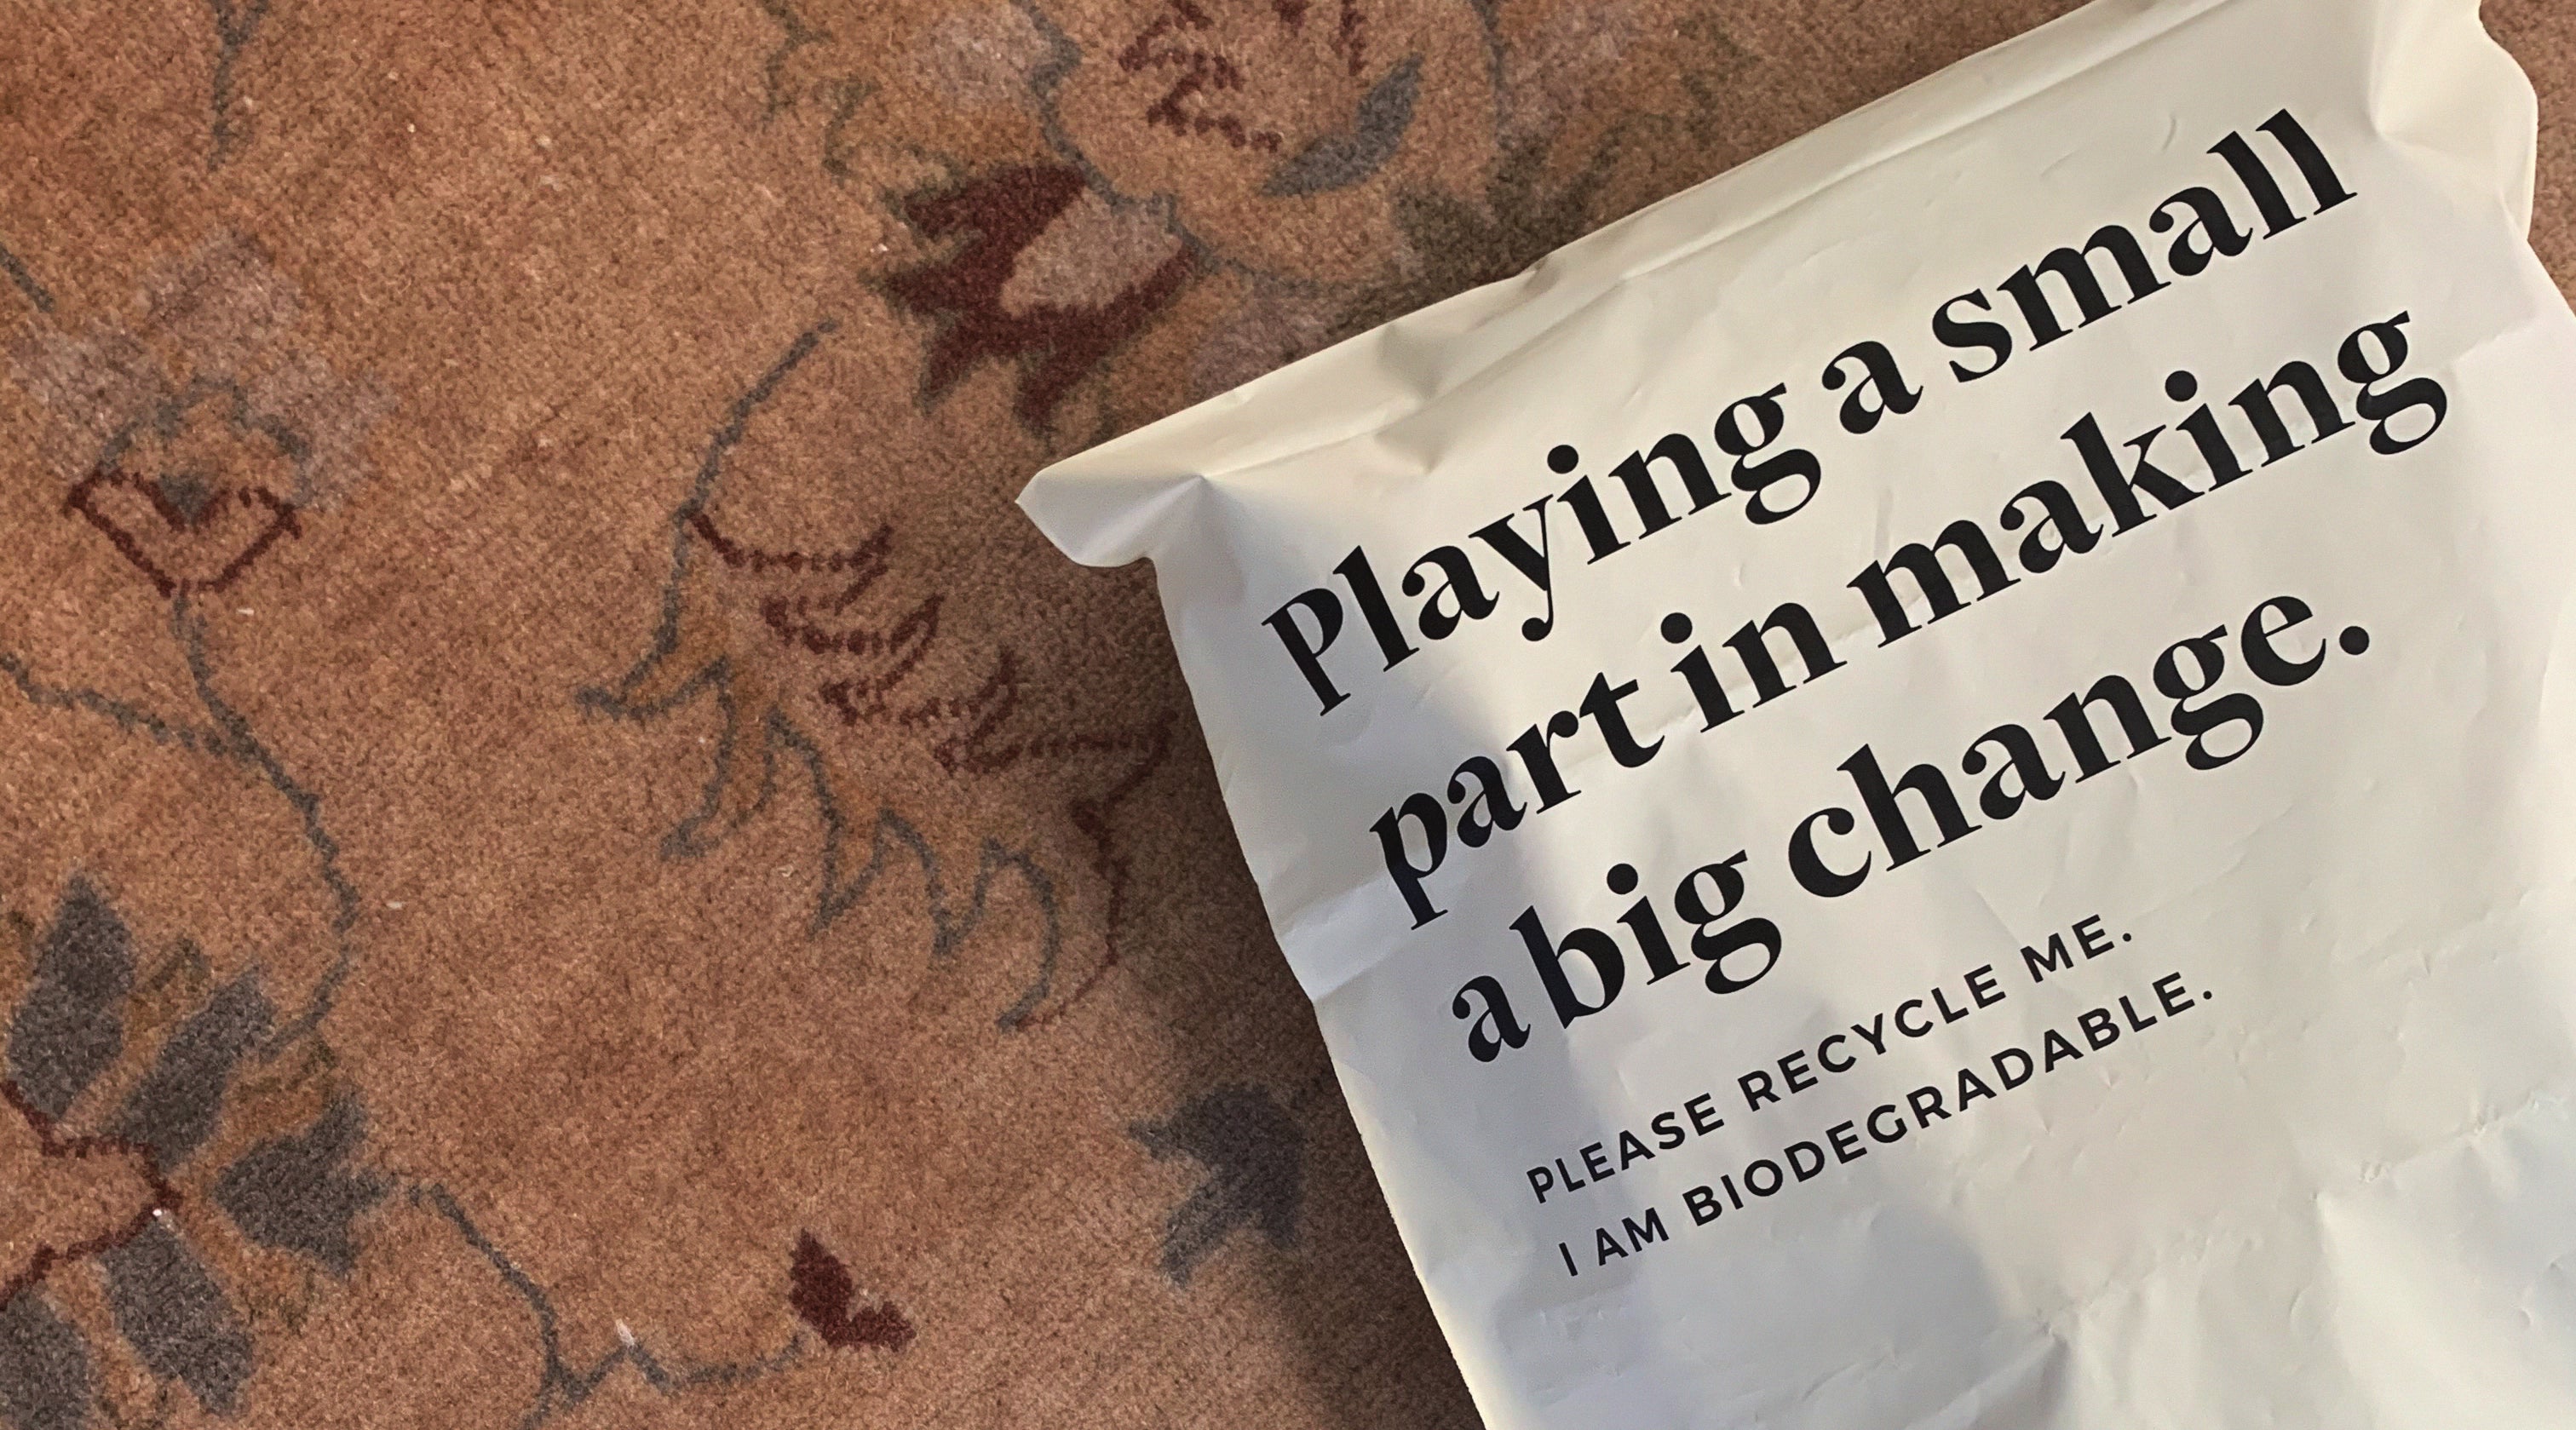 Playing a small
part in making
a big change.
PLEASE RECYCLE ME.
I AM BIODEGRADABLE.